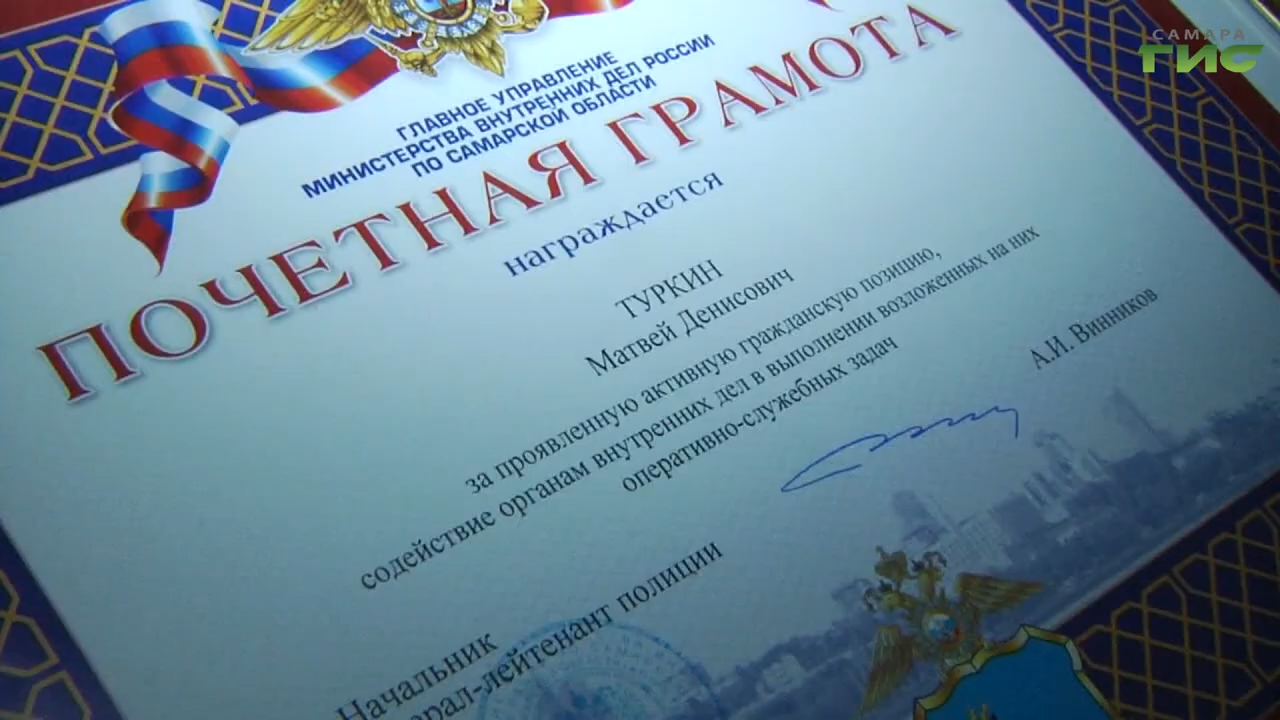 САМАРА
ГИС
ГЛАВНОЕ УПРАВЛЕНИЕ
МИНИСТЕРСТВА ВНУТРЕННИХ ДЕЛ РОССИИ
ПО САМАРСКОЙ ОБЛАСТИ
ПОЧЕТНАЯ ГРАМОТА
награждается
ТУРКИН
Матвей Денисович
за проявленную активную гражданскую позицию,
содействие органам внутренних дел в выполнении возложенных на них
оперативно-служебных задач
Начальник
рал-лейтенант полиции
А.И. Винников